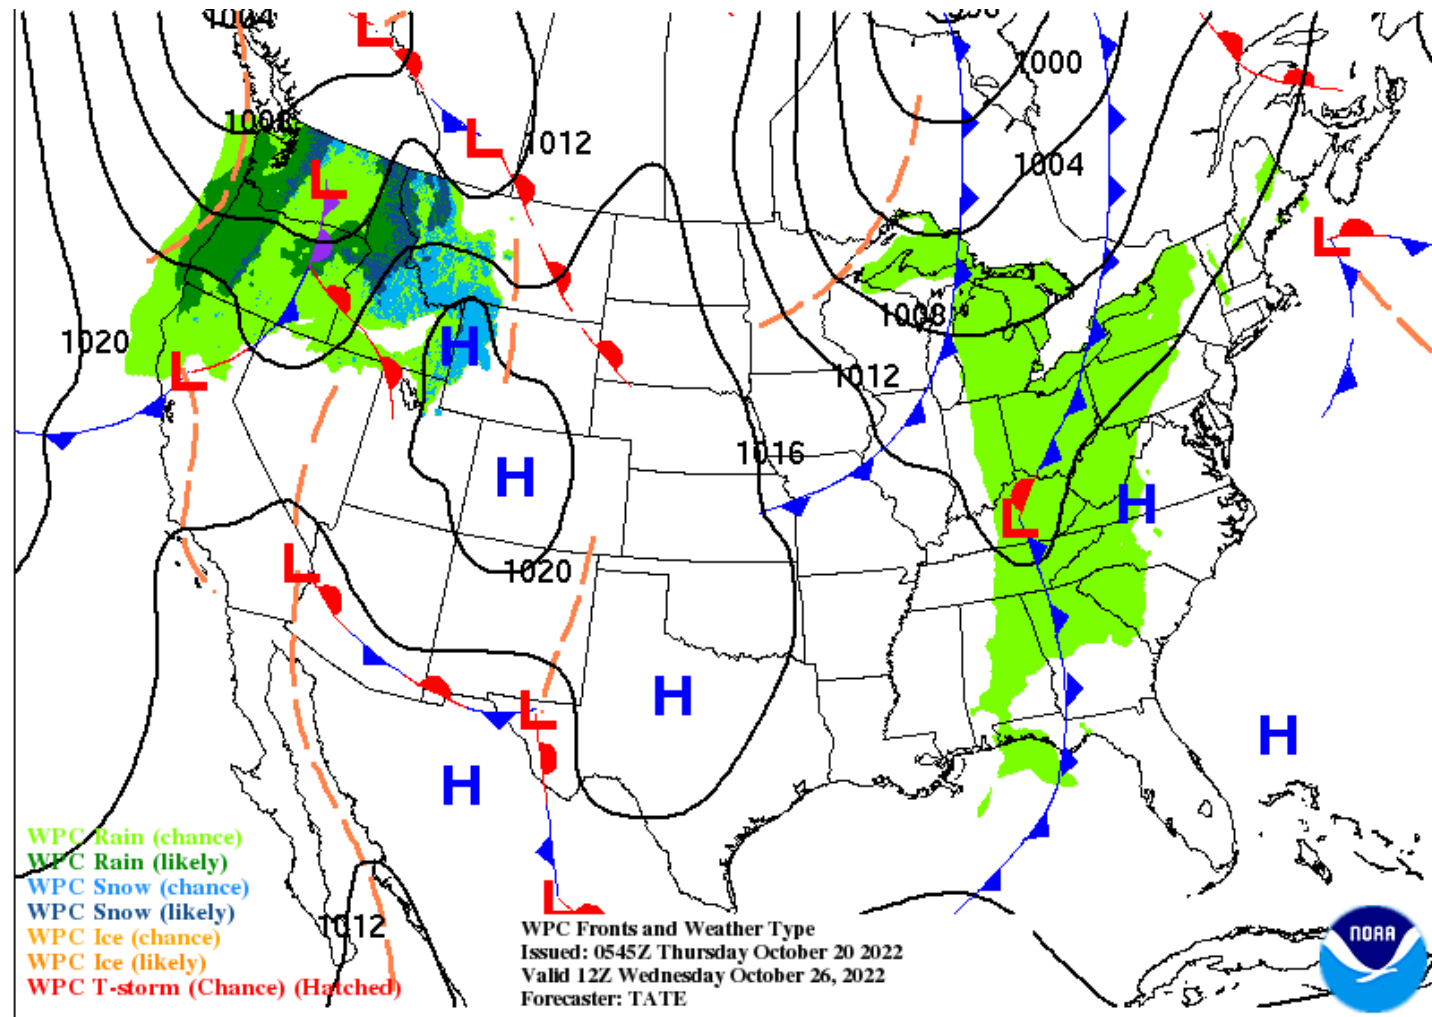 1004
1000
1008
1012
1004
1020
1008
1012
1016
1020
L
L
L
L
L
H
H
L
H
L
L
H
H
H
H
L
WPC Rain (chance)
WPC Rain (likely)
WPC Snow (chance)
WPC Snow (likely)
WPC Ice (chance)
WPC Ice (likely)
WPC T-storm (Chance) (Hatched)
1012
WPC Fronts and Weather Type
Issued: 0545Z Thursday October 20 2022
Valid 12Z Wednesday October 26, 2022
Forecaster: TATE
NOAA